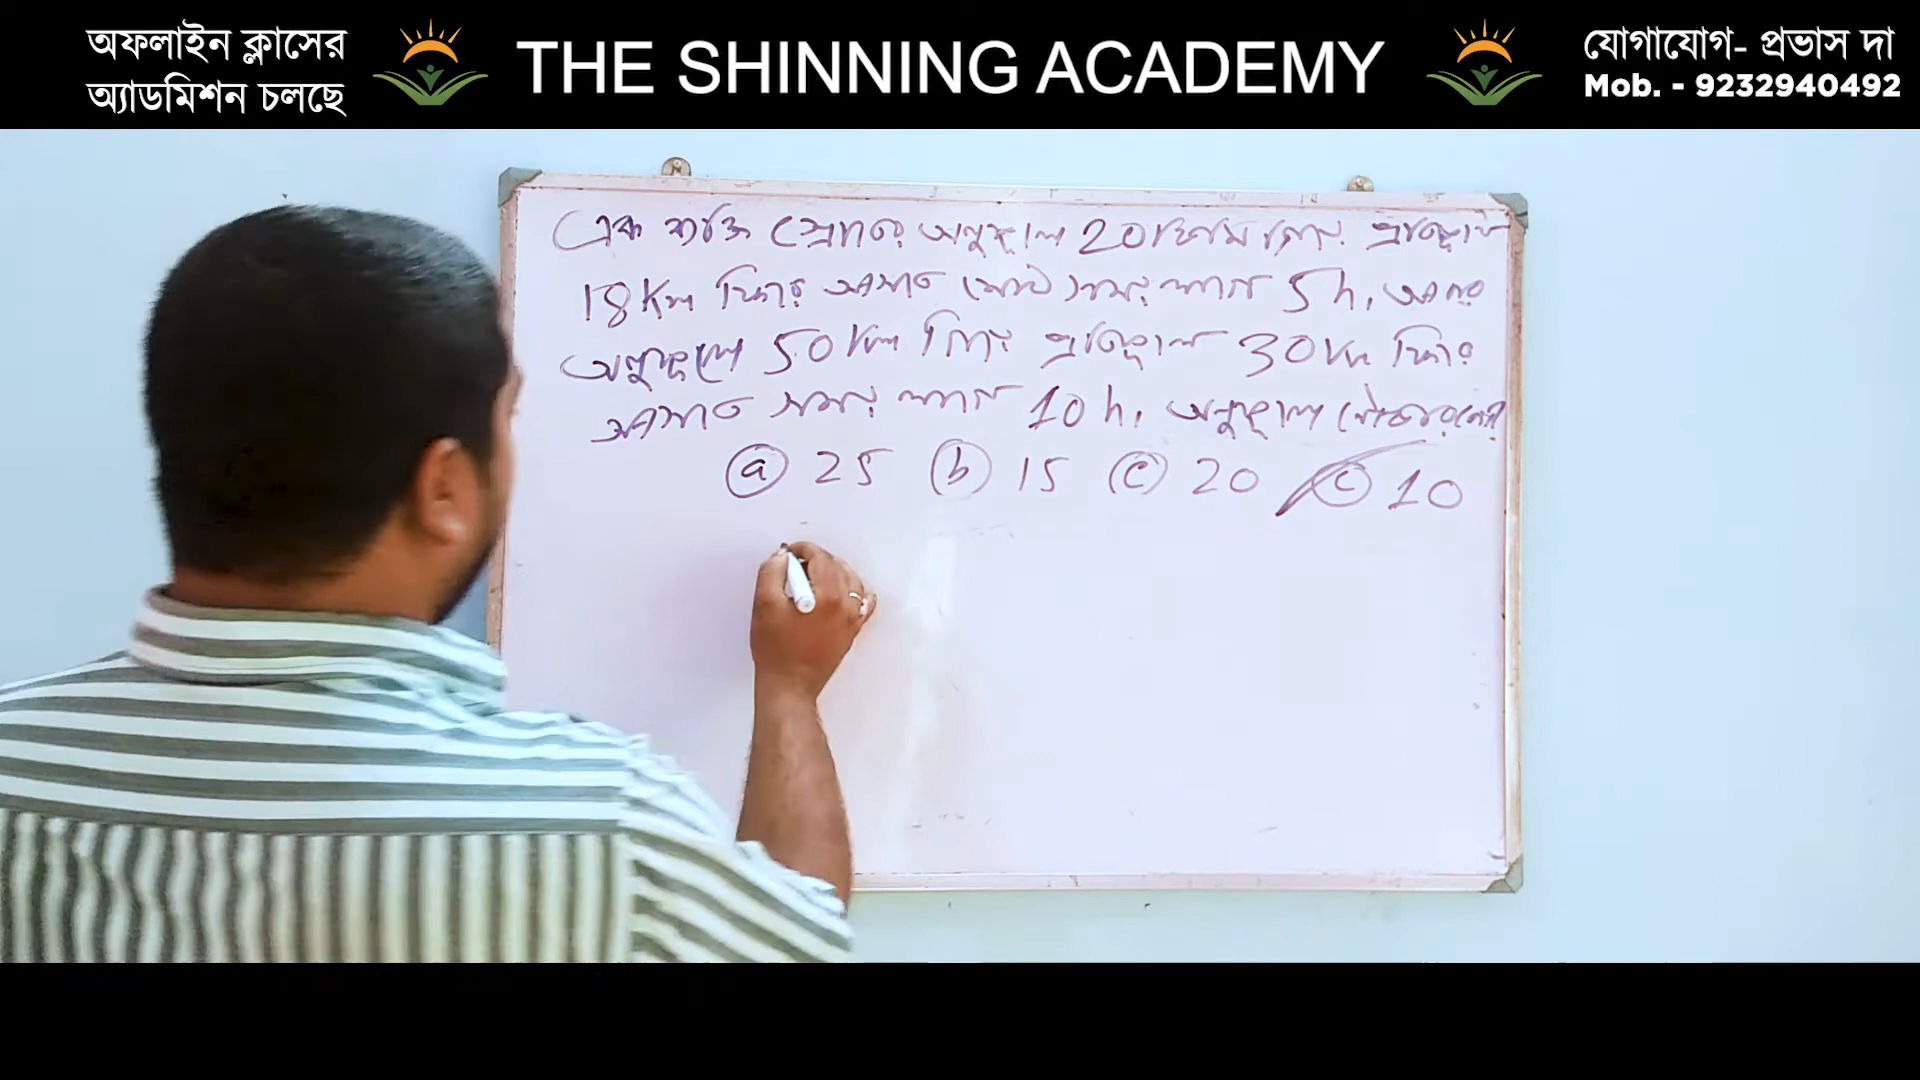 অফলাইন ক্লাসের
অ্যাডমিশন চলছে
THE SHINNING ACADEMY
যোগাযোগ- প্রভাস দা
Mob. - 9232940492
এক ব্যক্তি স্রোতের অনুকূলে 20 কিমি গিয়ে প্রতিকূলে
18 Km ফিরে আসতে মোট সময় লাগে 5 h, আবার
অনুকূলে 50 Km গিয়ে প্রতিকূলে 30 Km ফিরে
আসতে সময় লাগে 10 h, অনুকূলে
ⓐ 25 ⓑ 15 ⓒ 20 ⓒ 10